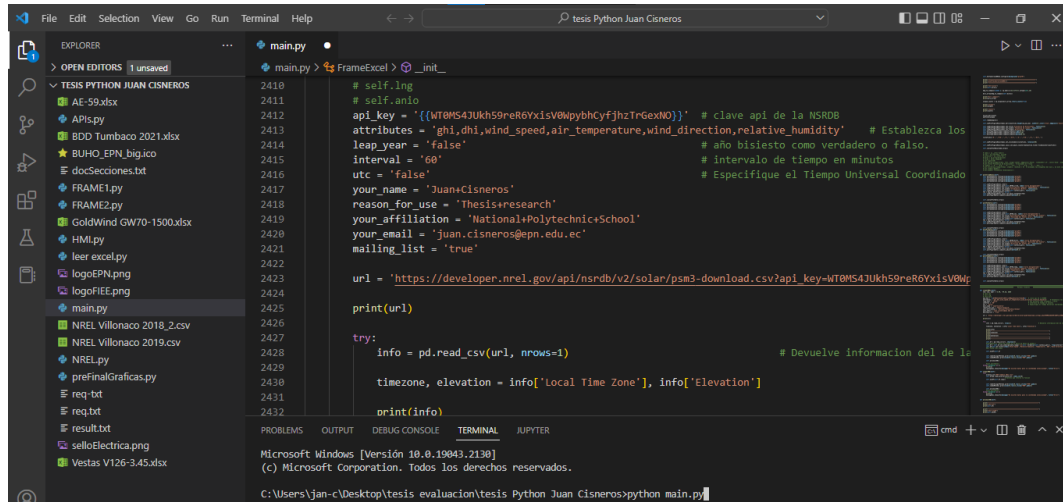 File Edit Selection View Go Run Terminal Help
tesis Python Juan Cisneros
EXPLORER
OPEN EDITORS 1 unsaved
TESIS PYTHON JUAN CISNEROS
AE-59.xlsx
APIs.py
BDD Tumbaco 2021.xlsx
BUHO_EPN_big.ico
docSecciones.txt
FRAME1.py
FRAME2.py
GoldWind GW70-1500.xlsx
HMI.py
leer excel.py
logoEPN.png
logoFIEE.png
main.py
NREL Villonaco 2018_2.csv
NREL Villonaco 2019.csv
NREL.py
preFinalGraficas.py
req-txt
req.txt
result.txt
selloElectrica.png
Vestas V126-3.45.xlsx
1
main.py
main.py > FrameExcel > __init__
2410 # self.lng
2411 # self.anio
2412 api_key = '{{WT0MS4JUkh59reR6YxisV0WpybhCyfjhzTrGexNO}}' # clave api de la NSRDB
2413 attributes = 'ghi,dhi,wind_speed,air_temperature,wind_direction,relative_humidity' # Establezca los
2414 leap_year = 'false' # año bisiesto como verdadero o falso.
2415 interval = '60' # intervalo de tiempo en minutos
2416 utc = 'false' # Especifique el Tiempo Universal Coordinado
2417 your_name = 'Juan+Cisneros'
2418 reason_for_use = 'Thesis+research'
2419 your_affiliation = 'National+Polytechnic+School'
2420 your_email = 'juan.cisneros@epn.edu.ec'
2421 mailing_list = 'true'
2422
2423 url = 'https://developer.nrel.gov/api/nsrdb/v2/solar/psm3-download.csv?api_key=WT0MS4JUkh59reR6YxisV0Wp
2424
2425 print(url)
2426
2427 try:
2428 info = pd.read_csv(url, nrows=1) # Devuelve informacion del de la
2429
2430 timezone, elevation = info['Local Time Zone'], info['Elevation']
2431
2432 print(info)
PROBLEMS OUTPUT DEBUG CONSOLE TERMINAL JUPYTER
cmd
Microsoft Windows [Versión 10.0.19043.2130]
(c) Microsoft Corporation. Todos los derechos reservados.
C:\Users\jan-c\Desktop\tesis evaluacion\tesis Python Juan Cisneros>python main.py